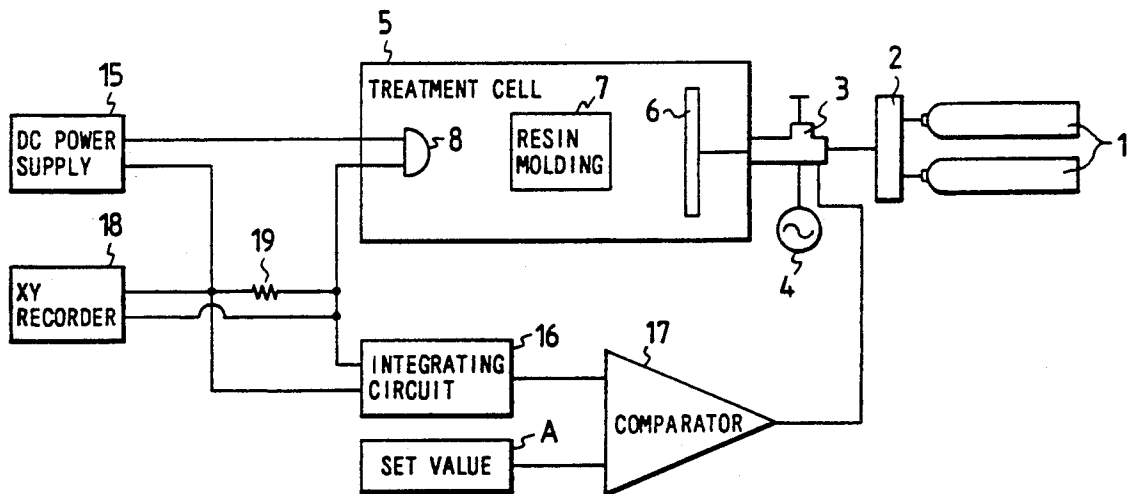 5
15
TREATMENT CELL
7
2
3
DC POWER
SUPPLY
8
RESIN
MOLDING
6
1
18
19
4
XY
RECORDER
16
17
INTEGRATING
CIRCUIT
COMPARATOR
A
SET VALUE